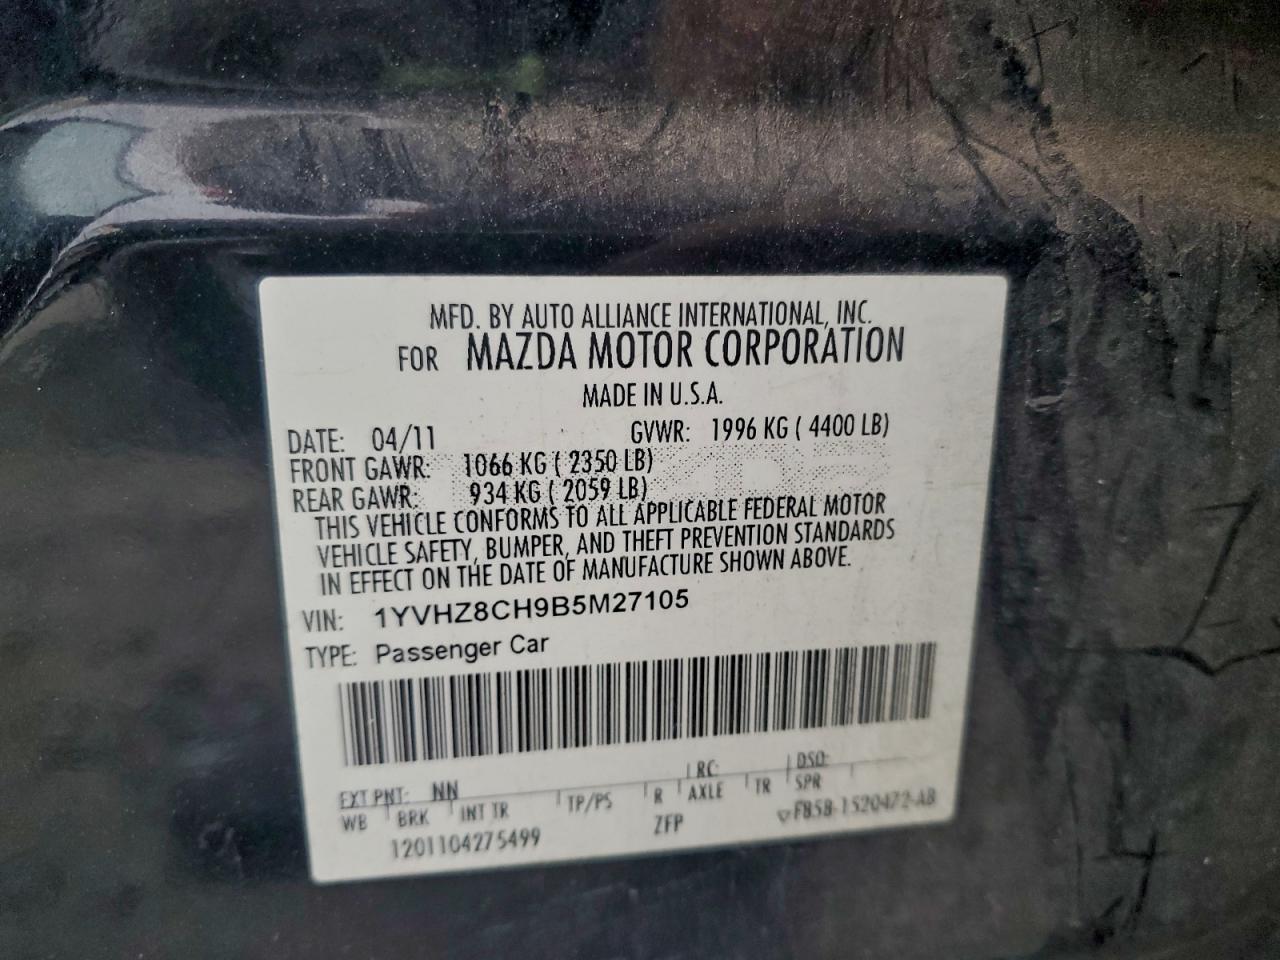 MFD. BY AUTO ALLIANCE INTERNATIONAL, INC.
FOR MAZDA MOTOR CORPORATION
MADE IN U.S.A.
DATE: 04/11 GVWR: 1996 KG ( 4400 LB)
FRONT GAWR: 1066 KG ( 2350 LB)
REAR GAWR: 934 KG ( 2059 LB)
THIS VEHICLE CONFORMS TO ALL APPLICABLE FEDERAL MOTOR
VEHICLE SAFETY, BUMPER, AND THEFT PREVENTION STANDARDS
IN EFFECT ON THE DATE OF MANUFACTURE SHOWN ABOVE.
VIN: 1YVHZ8CH9B5M27105
TYPE: Passenger Car
EXT PNT: NN RC: DSO:
WB BRK INT TR TP/PS R AXLE TR SPR
1201104275499 ZFP F85B-1520472-AB